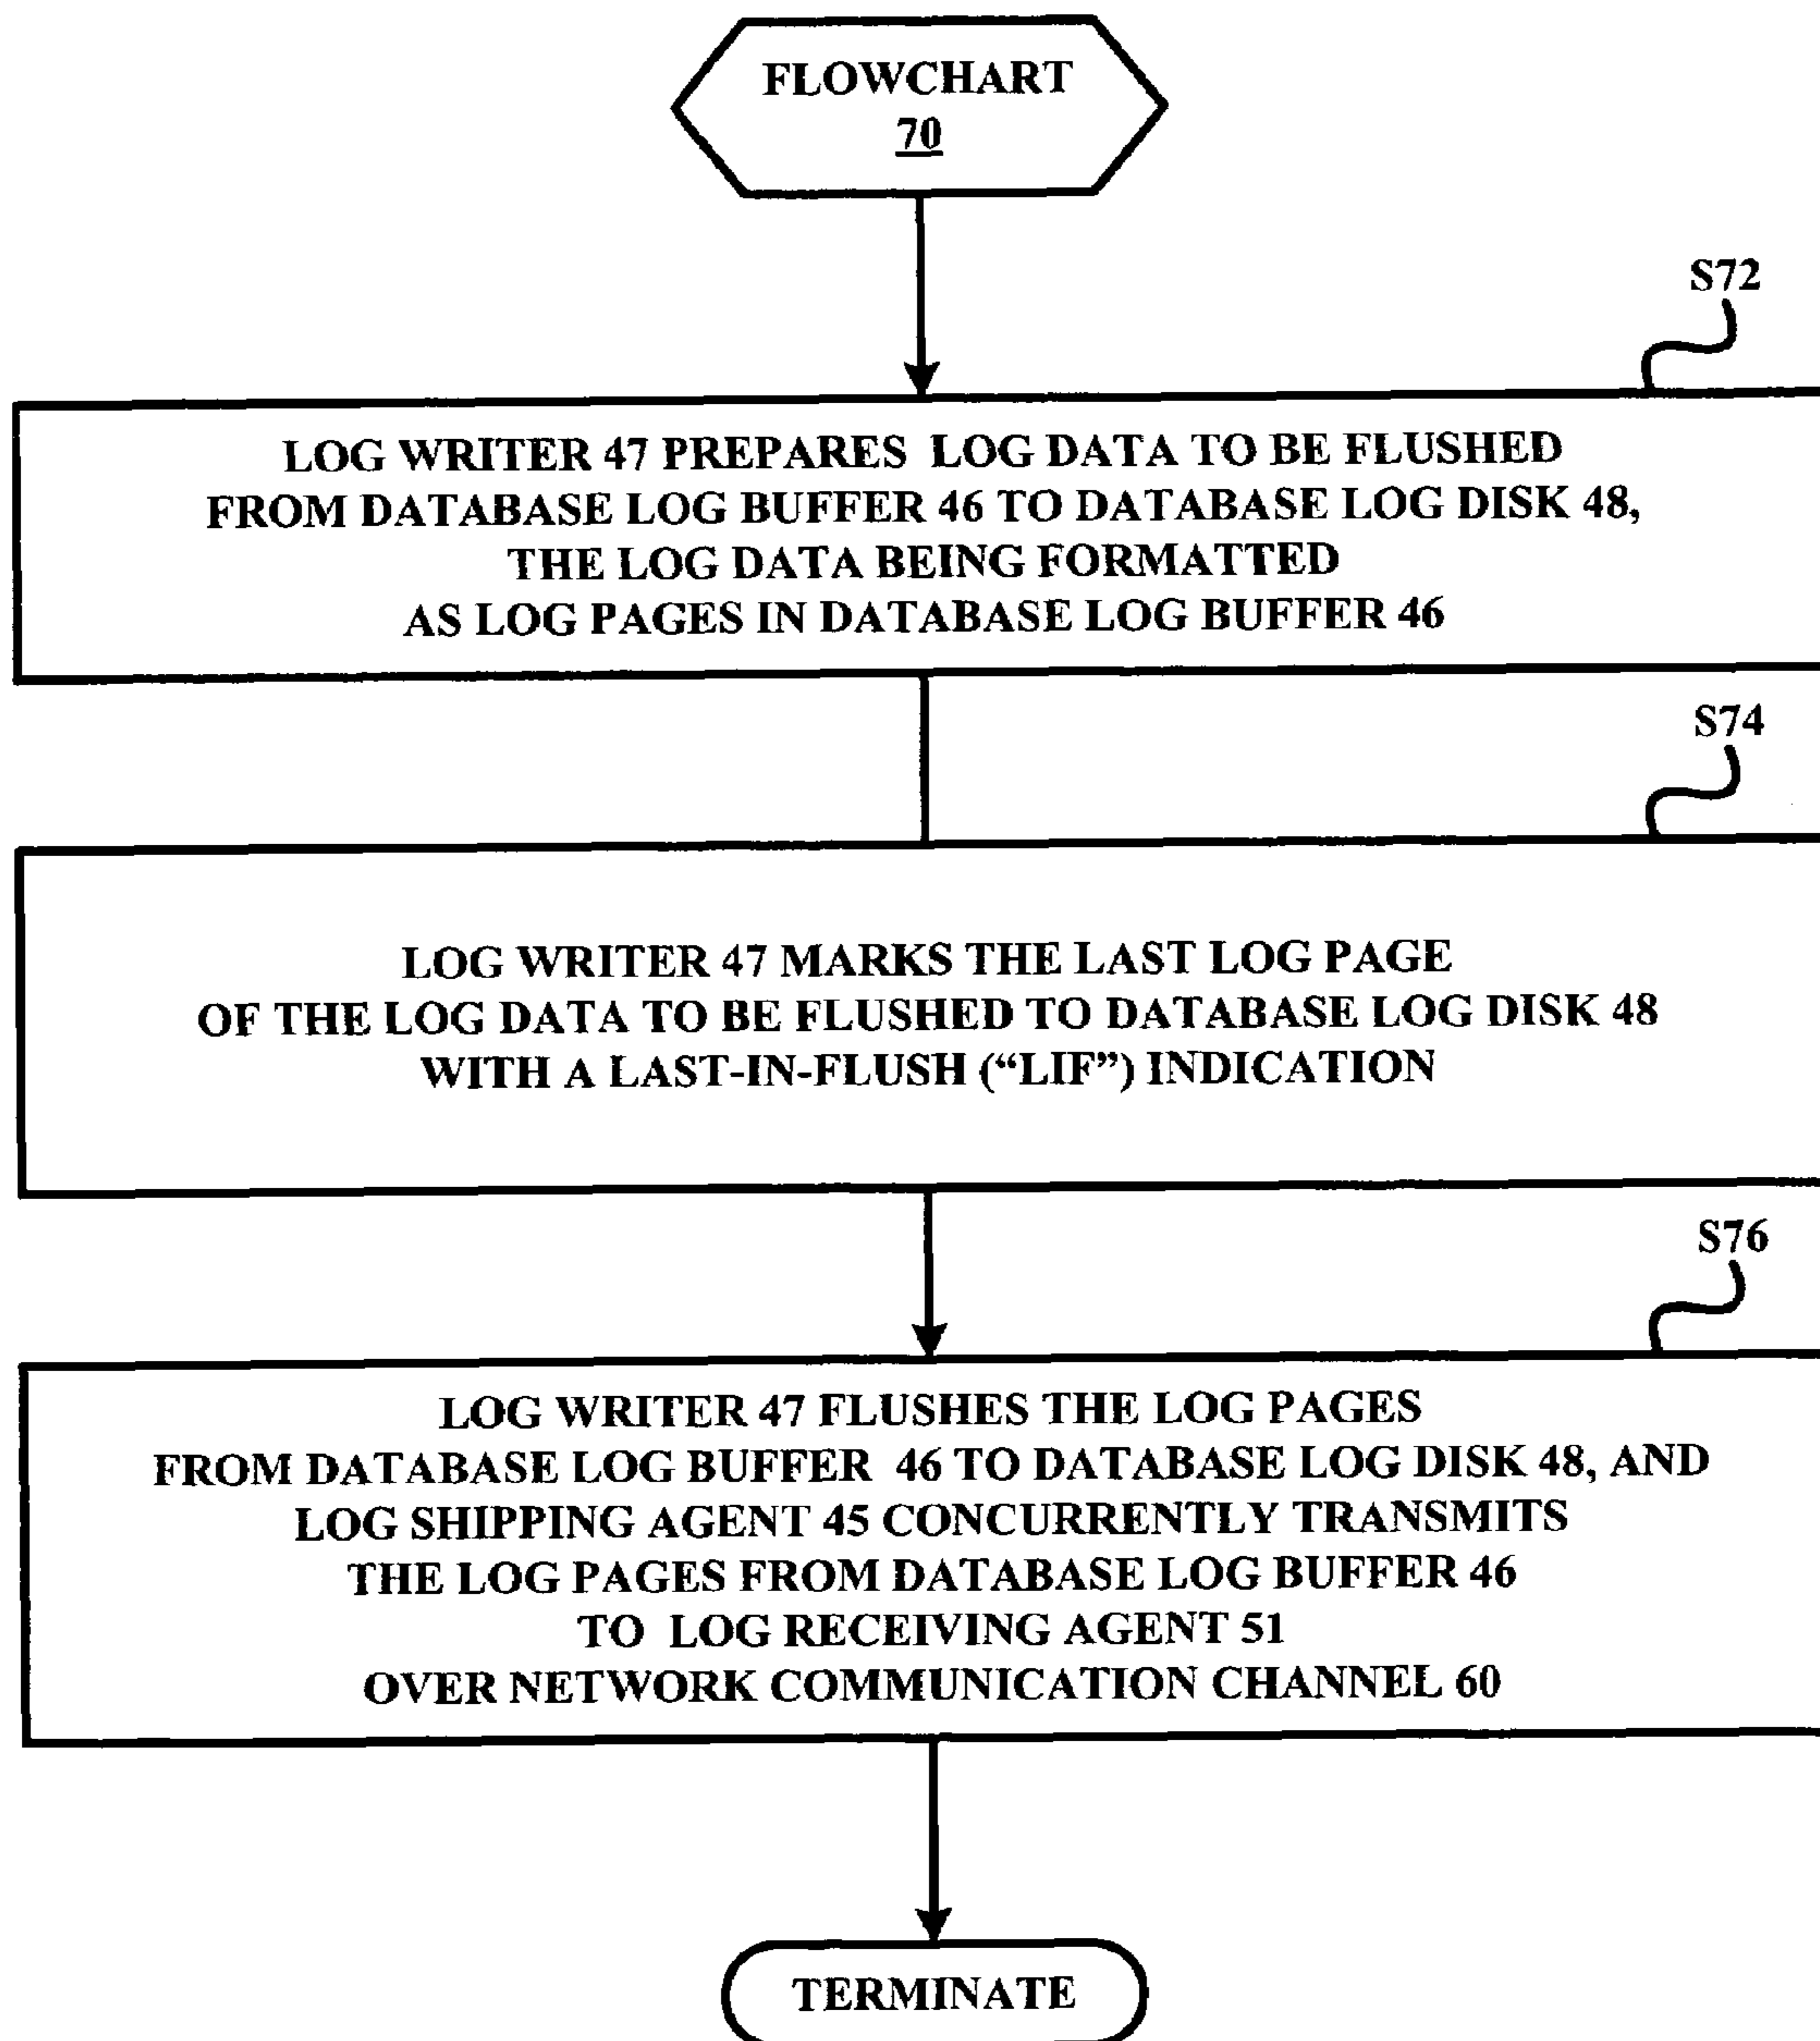 FLOWCHART
70
S72
LOG WRITER 47 PREPARES LOG DATA TO BE FLUSHED
FROM DATABASE LOG BUFFER 46 TO DATABASE LOG DISK 48,
THE LOG DATA BEING FORMATTED
AS LOG PAGES IN DATABASE LOG BUFFER 46
S74
LOG WRITER 47 MARKS THE LAST LOG PAGE
OF THE LOG DATA TO BE FLUSHED TO DATABASE LOG DISK 48
WITH A LAST-IN-FLUSH (“LIF”) INDICATION
S76
LOG WRITER 47 FLUSHES THE LOG PAGES
FROM DATABASE LOG BUFFER 46 TO DATABASE LOG DISK 48, AND
LOG SHIPPING AGENT 45 CONCURRENTLY TRANSMITS
THE LOG PAGES FROM DATABASE LOG BUFFER 46
TO LOG RECEIVING AGENT 51
OVER NETWORK COMMUNICATION CHANNEL 60
TERMINATE